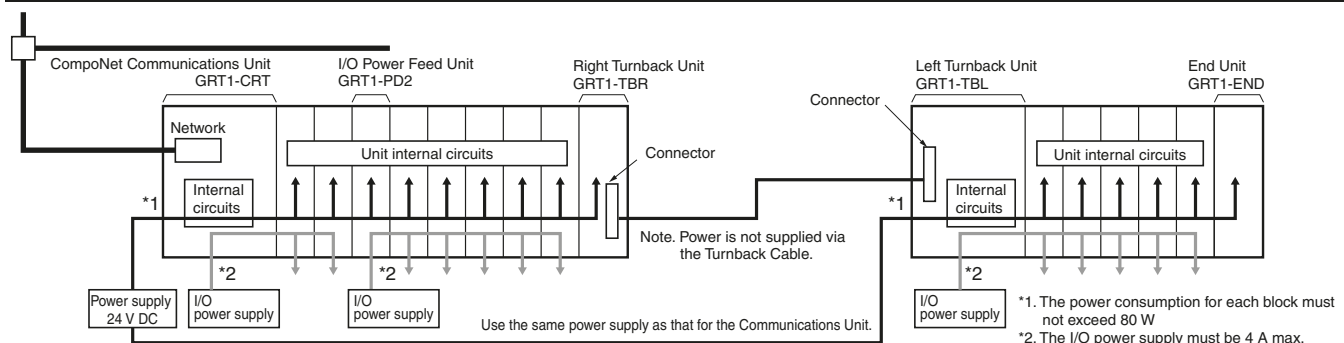 CompoNet Communications Unit
GRT1-CRT
I/O Power Feed Unit
GRT1-PD2
Right Turnback Unit
GRT1-TBR
Left Turnback Unit
GRT1-TBL
End Unit
GRT1-END
Connector
Network
Unit internal circuits
Connector
Unit internal circuits
Internal
circuits
Internal
circuits
*1
*1
Note. Power is not supplied via
the Turnback Cable.
*2
*2
*2
Power supply
24 V DC
I/O
power supply
I/O
power supply
Use the same power supply as that for the Communications Unit.
I/O
power supply
*1. The power consumption for each block must
not exceed 80 W
*2. The I/O power supply must be 4 A max.